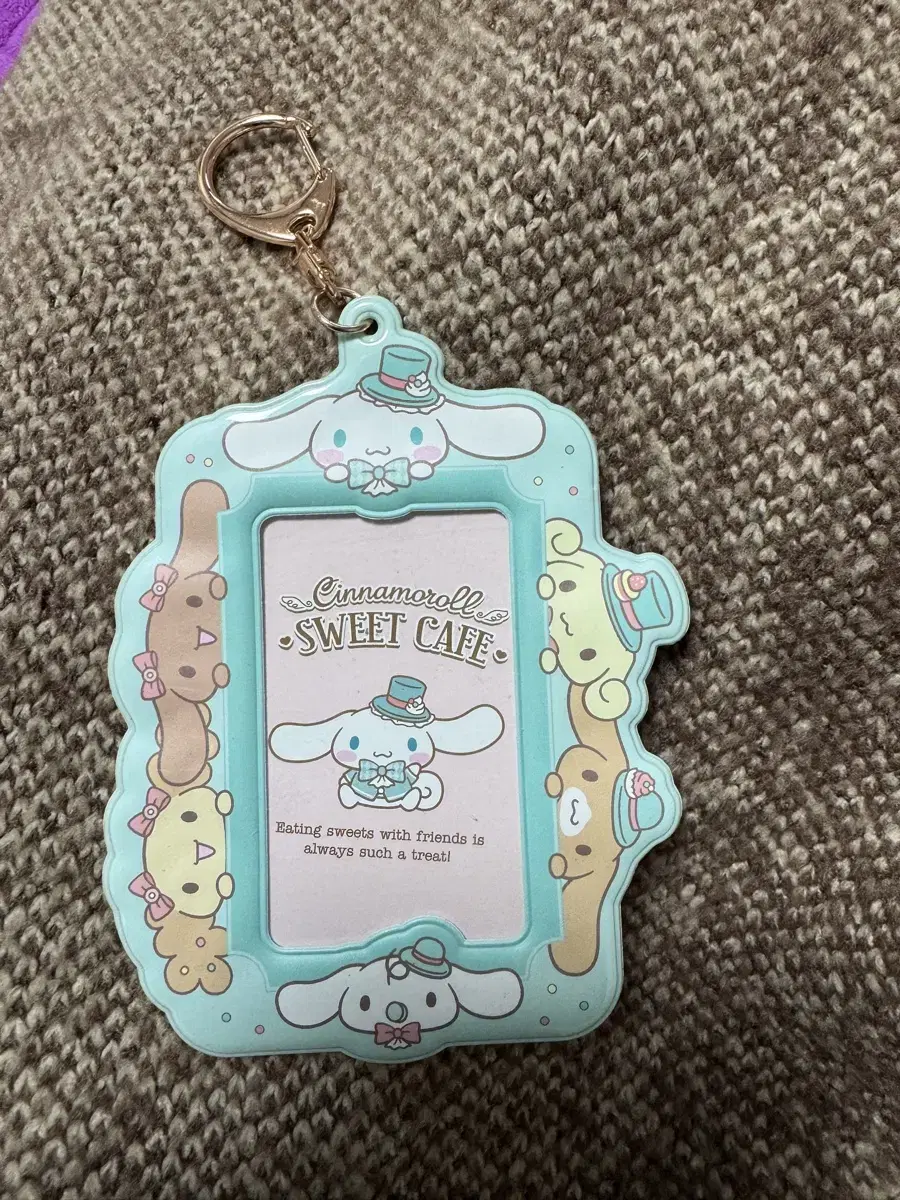 Cinnamoroll
SWEET CAFE
Eating sweets with friends is
always such a treat!